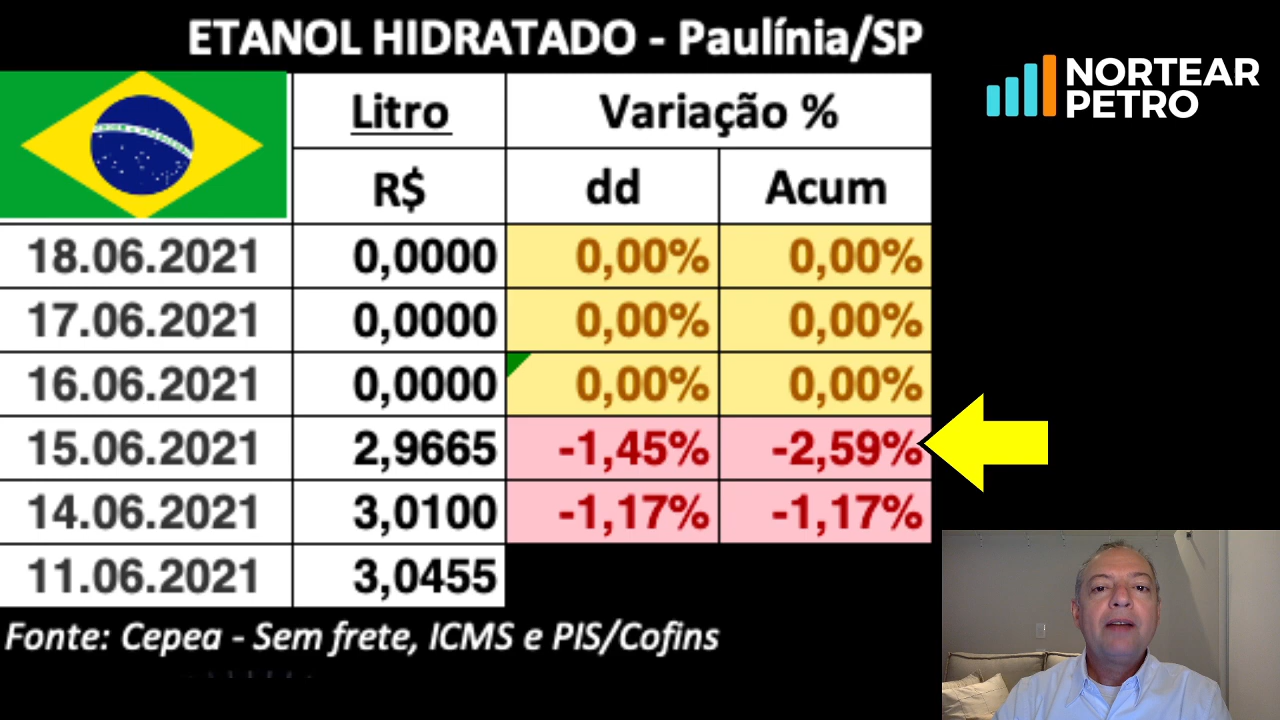 ETANOL HIDRATADO - Paulínia/SP
NORTEAR
PETRO
Litro Variação %
R$ dd Acum
18.06.2021 0,0000 0,00% 0,00%
17.06.2021 0,0000 0,00% 0,00%
16.06.2021 0,0000 0,00% 0,00%
15.06.2021 2,9665 -1,45% -2,59%
14.06.2021 3,0100 -1,17% -1,17%
11.06.2021 3,0455
Fonte: Cepea - Sem frete, ICMS e PIS/Cofins